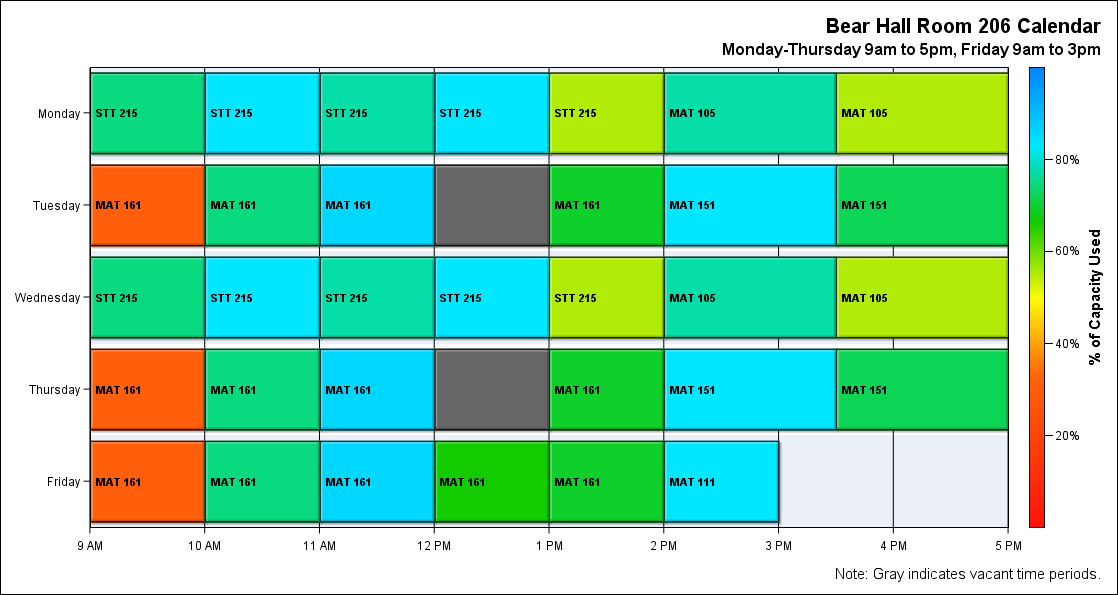 Bear Hall Room 206 Calendar
Monday-Thursday 9am to 5pm, Friday 9am to 3pm
Monday STT 215 STT 215 STT 215 STT 215 STT 215 MAT 105 MAT 105
80%
Tuesday MAT 161 MAT 161 MAT 161 MAT 161 MAT 151 MAT 151
60%
Wednesday STT 215 STT 215 STT 215 STT 215 STT 215 MAT 105 MAT 105
% of Capacity Used
40%
Thursday MAT 161 MAT 161 MAT 161 MAT 161 MAT 151 MAT 151
20%
Friday MAT 161 MAT 161 MAT 161 MAT 161 MAT 161 MAT 111
9 AM 10 AM 11 AM 12 PM 1 PM 2 PM 3 PM 4 PM 5 PM
Note: Gray indicates vacant time periods.